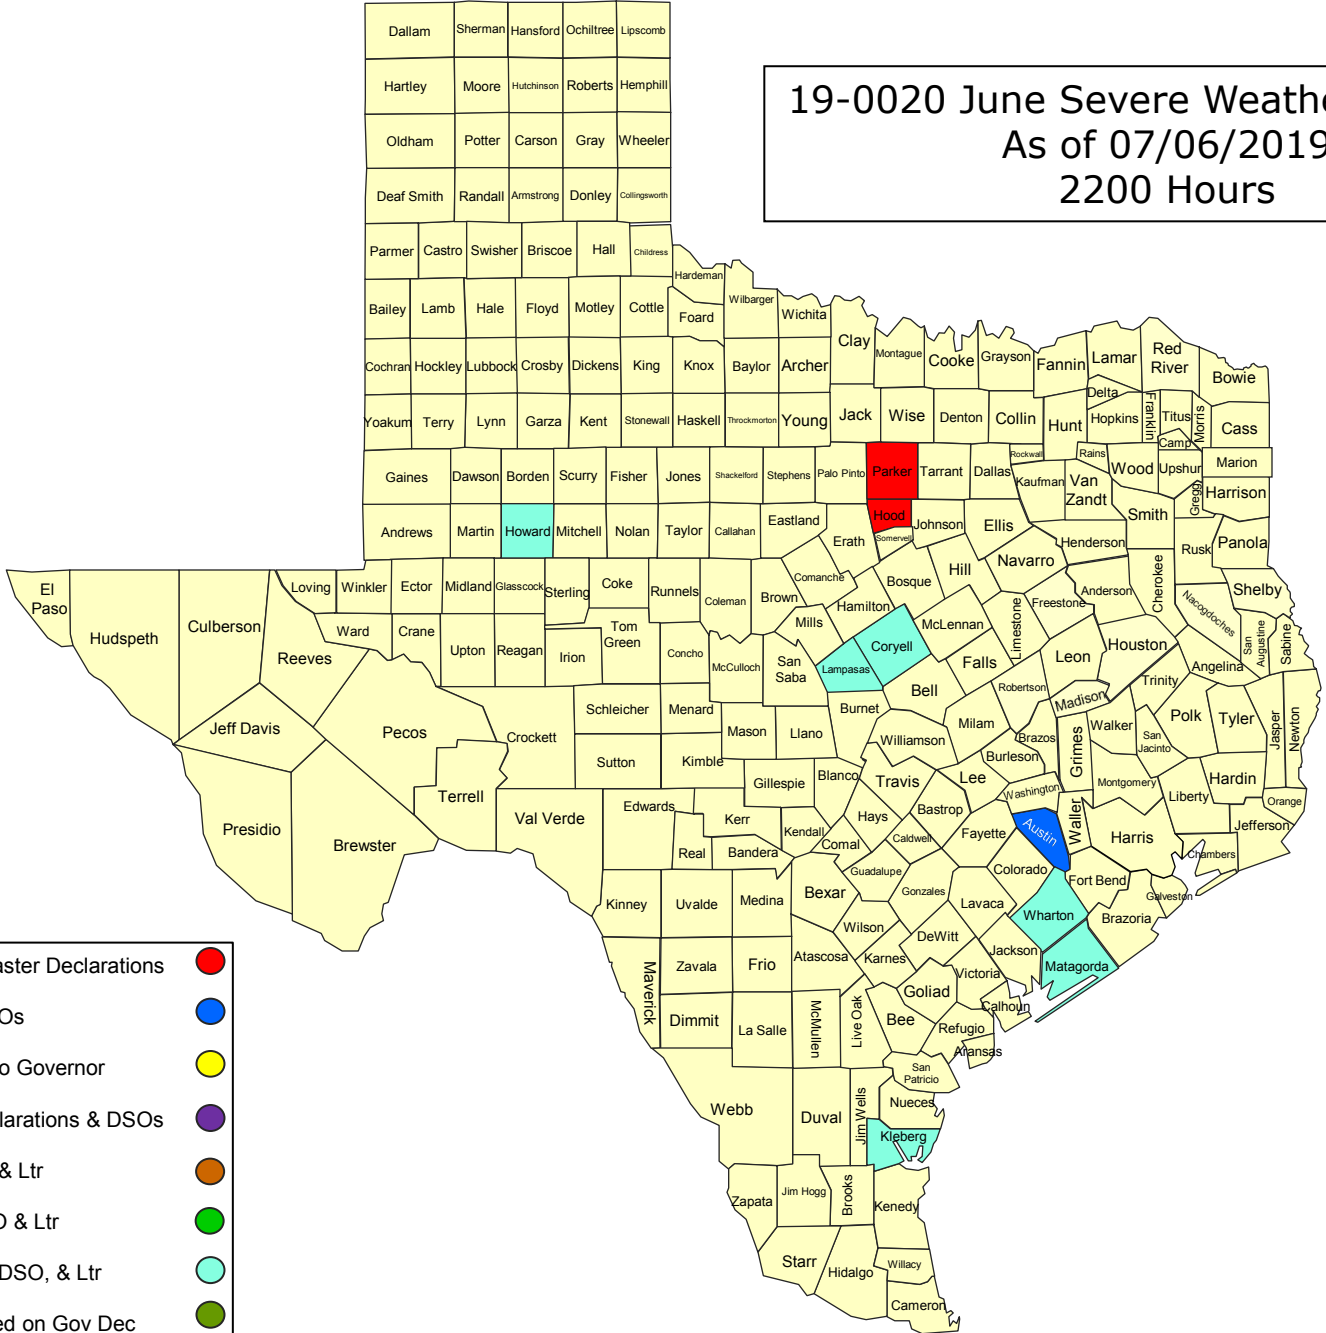 19-0020 June Severe Weathe
As of 07/06/2019
2200 Hours
Dallam Sherman Hansford Ochiltree Lipscomb
Hartley Moore Hutchinson Roberts Hemphill
Oldham Potter Carson Gray Wheeler
Deaf Smith Randall Armstrong Donley Collingsworth
Parmer Castro Swisher Briscoe Hall Childress
Hardeman
Bailey Lamb Hale Floyd Motley Cottle Foard Wilbarger Wichita
Clay Montague Cooke Grayson Fannin Lamar Red
River
Bowie
Cochran Hockley Lubbock Crosby Dickens King Knox Baylor Archer
Delta
Yoakum Terry Lynn Garza Kent Stonewall Haskell Throckmorton Young Jack Wise Denton Collin Hunt Hopkins Franklin Titus Morris Cass
Camp
Gaines Dawson Borden Scurry Fisher Jones Shackelford Stephens Palo Pinto Parker Tarrant Dallas Rockwall Kaufman Rains Van
Zandt
Wood Upshur Marion
Gregg Harrison
Andrews Martin Howard Mitchell Nolan Taylor Callahan Eastland Erath Hood Somervell Johnson Ellis Henderson Smith Rusk Panola
El
Paso
Hudspeth Culberson Loving Winkler Ector Midland Glasscock Sterling Coke Runnels Coleman Brown Comanche Hamilton Bosque Hill Navarro Freestone Anderson Cherokee Nacogdoches Shelby
Reeves Ward Crane Upton Reagan Irion Tom
Green
Concho McCulloch San
Saba
Mills Lampasas Coryell McLennan Limestone Falls Leon Houston Angelina San
Augustine
Sabine
Jeff Davis Pecos Crockett Schleicher Menard Mason Llano Burnet Bell Milam Robertson Madison Trinity Polk Tyler Jasper Newton
Sutton Kimble Gillespie Blanco Williamson Travis Lee Burleson Brazos Grimes Walker San
Jacinto
Montgomery Liberty Hardin Orange
Presidio Brewster Terrell Val Verde Edwards Kerr Kendall Hays Comal Caldwell Bastrop Fayette Washington Austin Waller Harris Jefferson Chambers
Real Bandera
Kinney Uvalde Medina Bexar Guadalupe Gonzales Lavaca Colorado Wharton Fort Bend Brazoria Galveston
Maverick Zavala Frio Atascosa Wilson Karnes DeWitt Jackson Matagorda
Victoria
Dimmit La Salle McMullen Live Oak Bee Goliad Calhoun
Refugio
Aransas
San
Patricio
Webb Duval Jim Wells Nueces
Kleberg
Zapata Jim Hogg Brooks Kenedy
Starr Hidalgo Willacy
Cameron
aster Declarations
Os
o Governor
larations & DSOs
& Ltr
O & Ltr
DSO, & Ltr
ed on Gov Dec